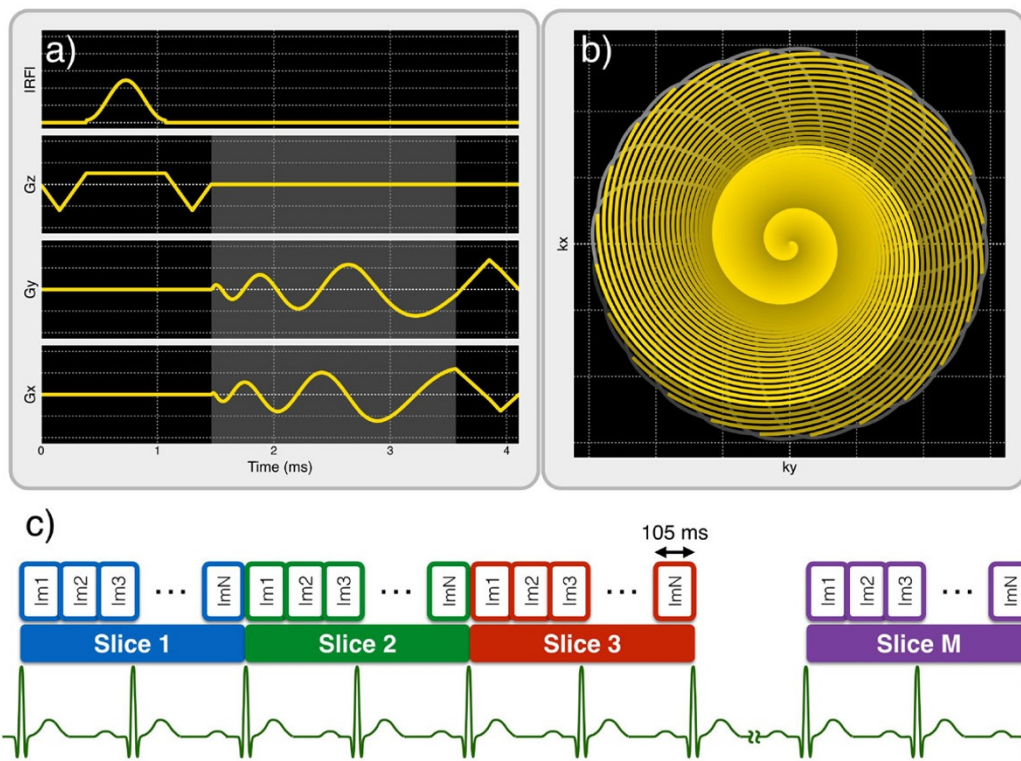 a)
|RF|
Gz
Gy
Gx
0 1 2 3 4
Time (ms)
b)
kx
ky
c)
105 ms
Im1 Im2 Im3 ... ImN Im1 Im2 Im3 ... ImN Im1 Im2 Im3 ... ImN Im1 Im2 Im3 ... ImN
Slice 1 Slice 2 Slice 3 Slice M